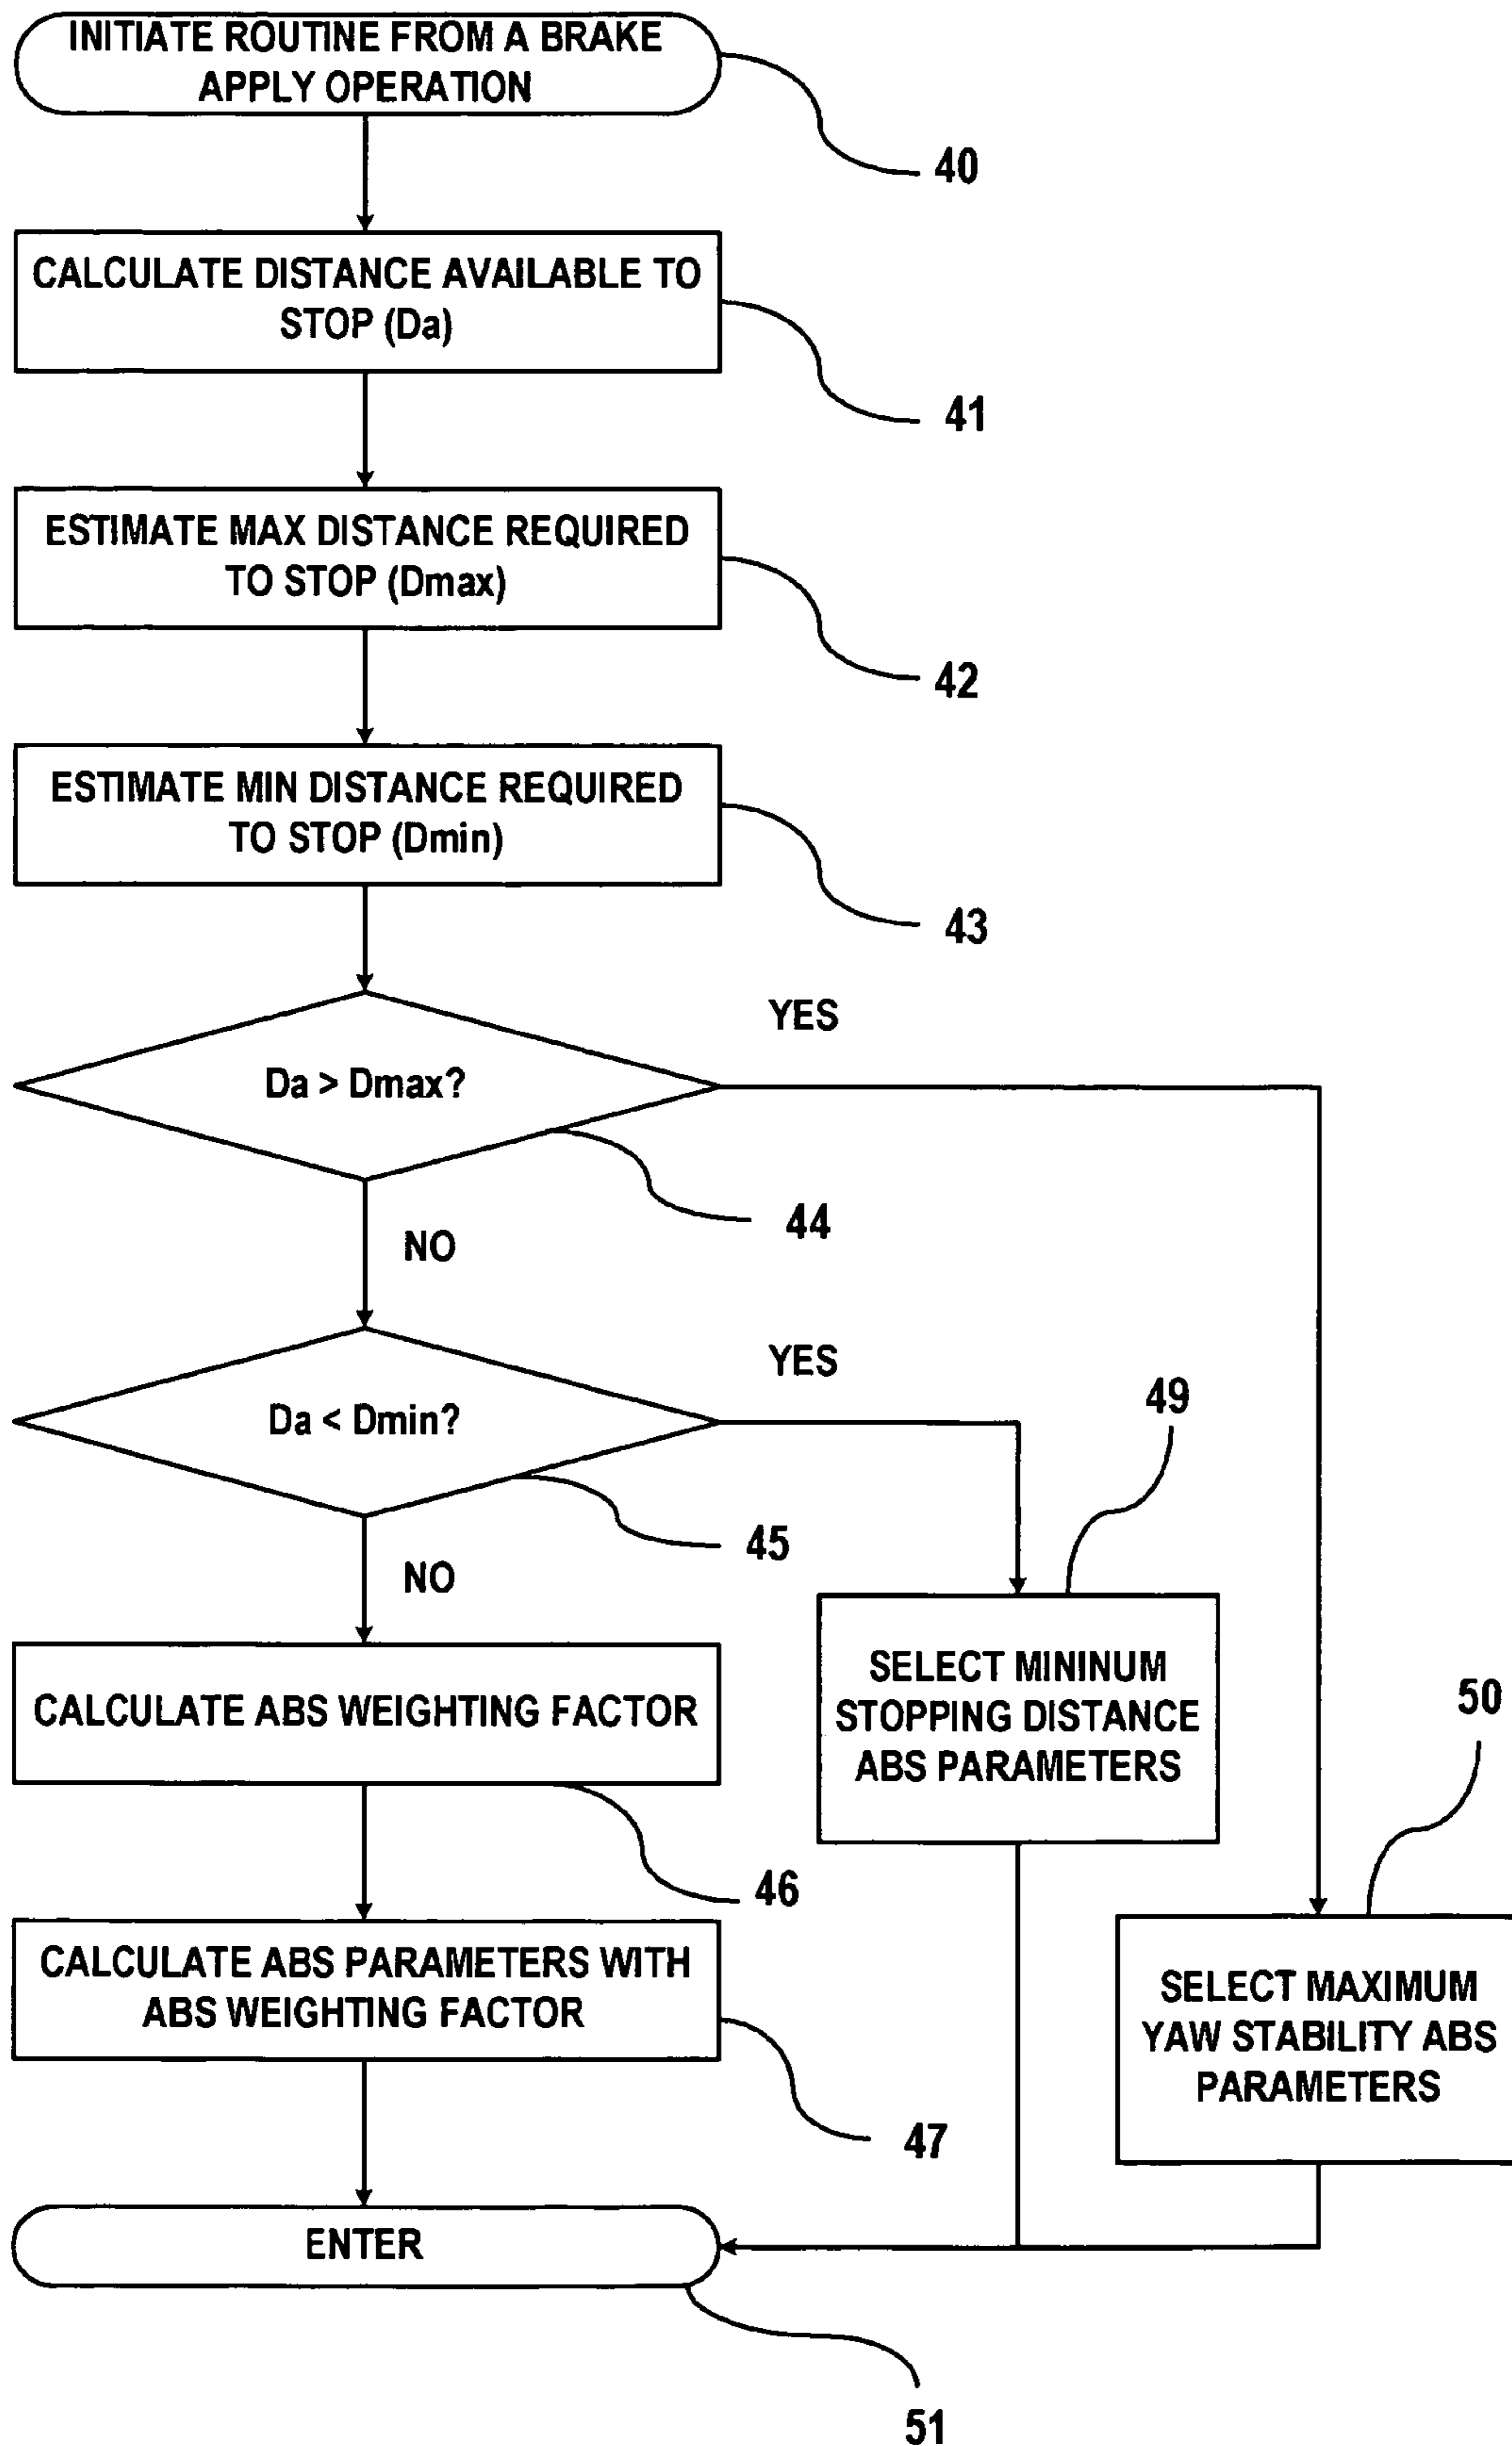 INITIATE ROUTINE FROM A BRAKE
APPLY OPERATION
40
CALCULATE DISTANCE AVAILABLE TO
STOP (Da)
41
ESTIMATE MAX DISTANCE REQUIRED
TO STOP (Dmax)
42
ESTIMATE MIN DISTANCE REQUIRED
TO STOP (Dmin)
43
YES
Da > Dmax?
44
NO
YES
Da < Dmin?
49
45
NO
SELECT MININUM
STOPPING DISTANCE
ABS PARAMETERS
CALCULATE ABS WEIGHTING FACTOR
50
46
CALCULATE ABS PARAMETERS WITH
ABS WEIGHTING FACTOR
SELECT MAXIMUM
YAW STABILITY ABS
PARAMETERS
47
ENTER
51